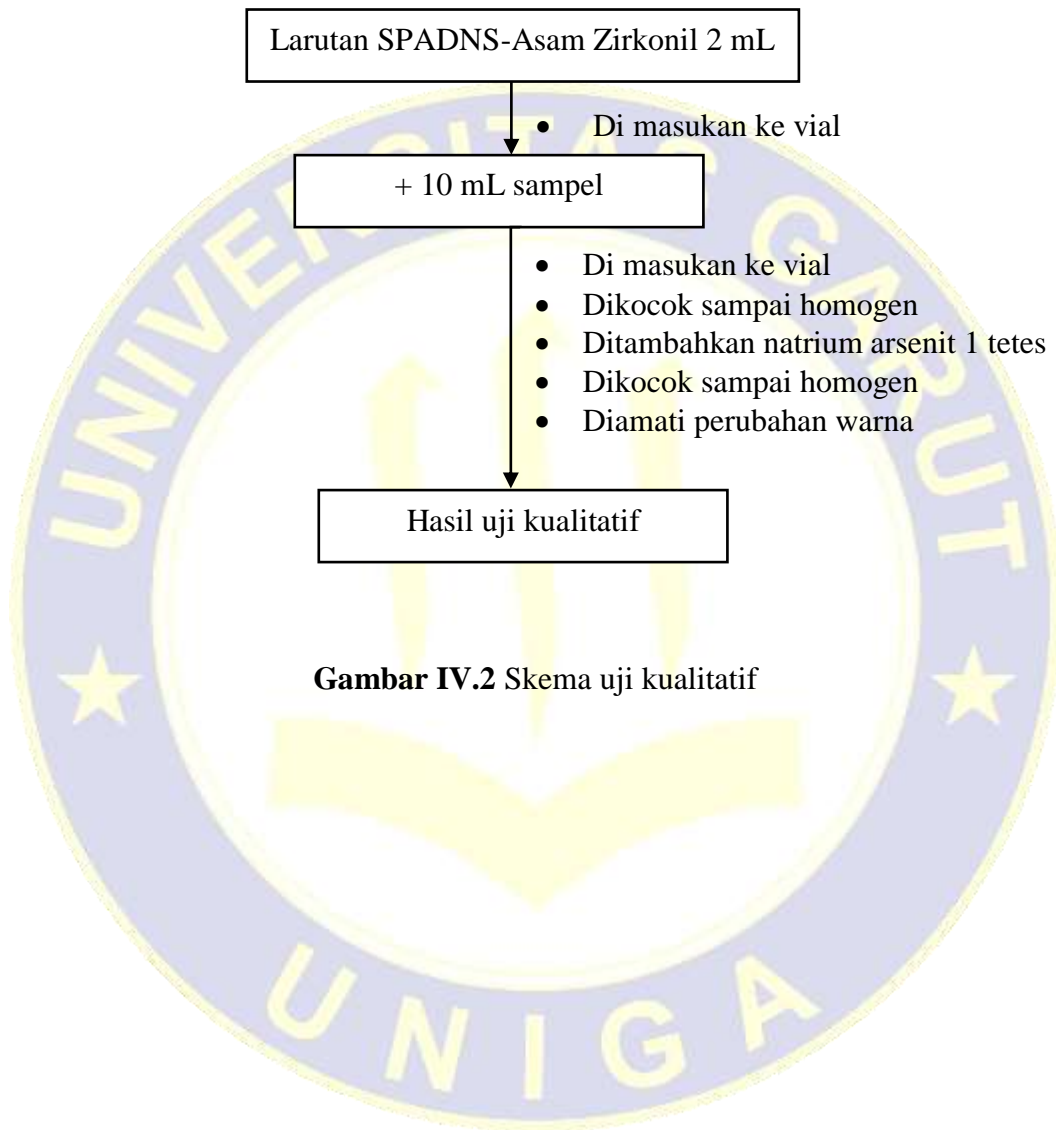 Larutan SPADNS-Asam Zirkonil 2 mL
• Di masukan ke vial
+ 10 mL sampel
• Di masukan ke vial
• Dikocok sampai homogen
• Ditambahkan natrium arsenit 1 tetes
• Dikocok sampai homogen
• Diamati perubahan warna
Hasil uji kualitatif
Gambar IV.2 Skema uji kualitatif
UNIVERSITAS GARUT
UNIGA